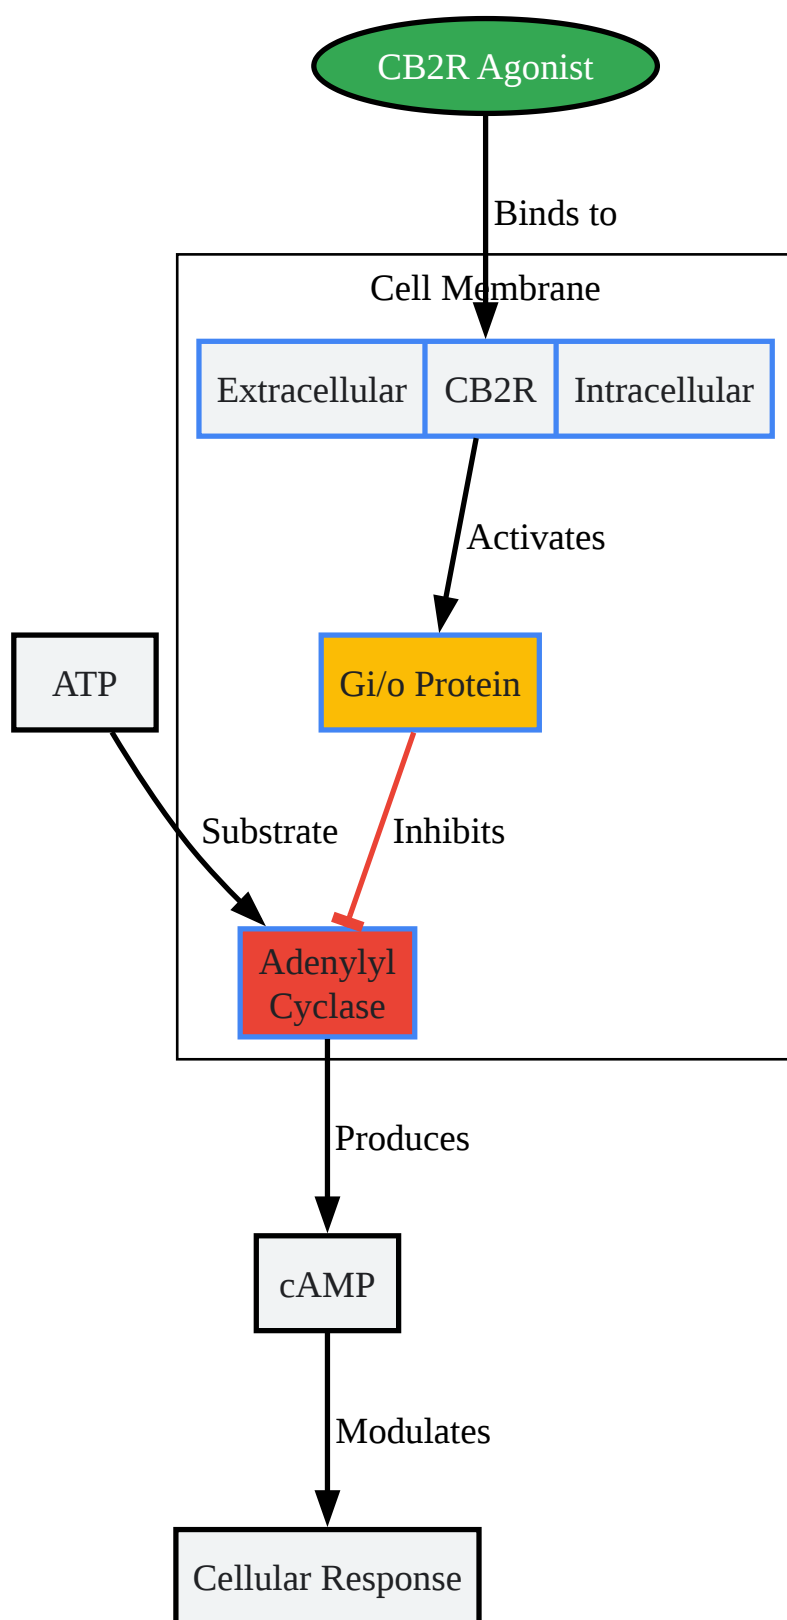 CB2R Agonist
Binds to
Cell Membrane
Extracellular
CB2R
Intracellular
Activates
ATP
Gi/o Protein
Substrate
Inhibits
Adenylyl
Cyclase
Produces
cAMP
Modulates
Cellular Response